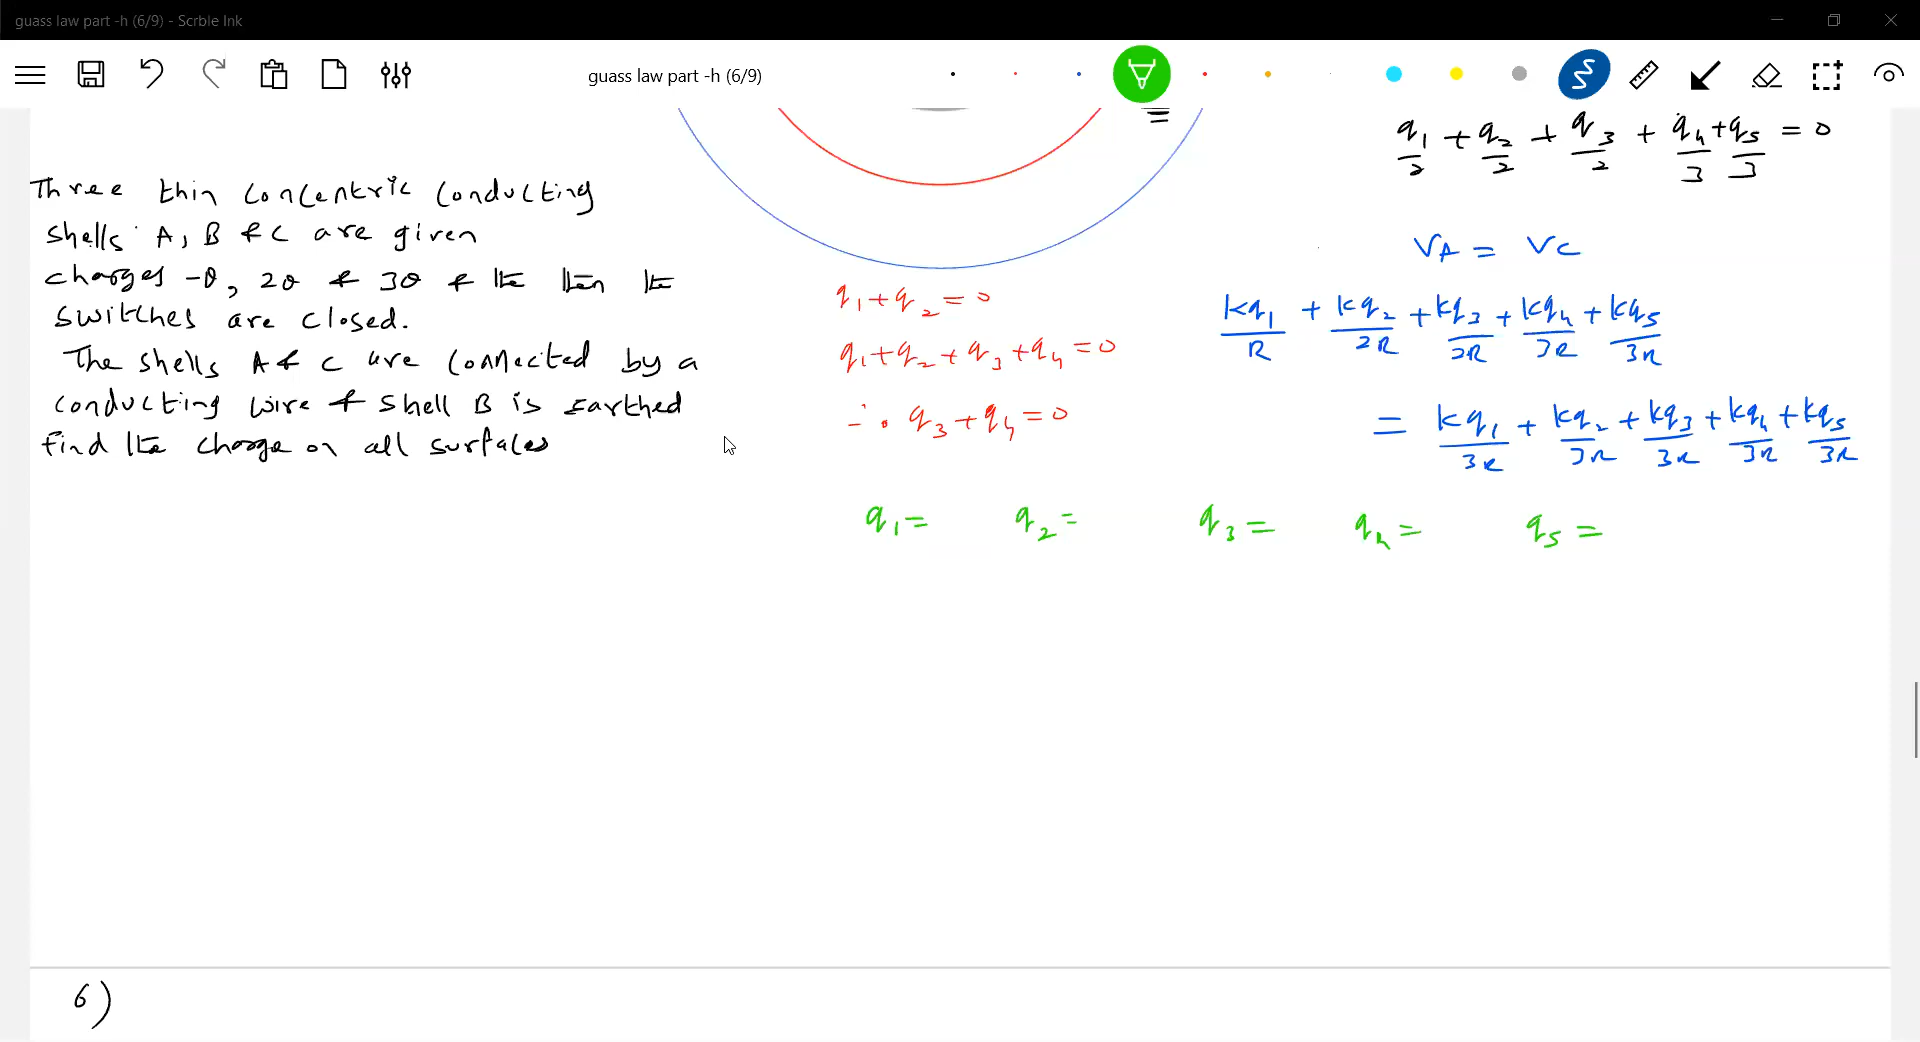 guass law part -h (6/9) - Scrble Ink
guass law part -h (6/9)
q₁/2 + q₂/2 + q₃/2 + q₄/3 + q₅/3 = 0
Three thin concentric conducting
shells A, B & C are given
charges -Q, 2Q & 3Q & the then the
switches are closed.
The shells A & C are connected by a
conducting wire & shell B is Earthed
find the charge on all surfaces
q₁ + q₂ = 0
q₁ + q₂ + q₃ + q₄ = 0
∴ q₃ + q₄ = 0
V_A = V_C
kq₁/R + kq₂/2R + kq₃/2R + kq₄/3R + kq₅/3R
= kq₁/3R + kq₂/3R + kq₃/3R + kq₄/3R + kq₅/3R
q₁ = q₂ = q₃ = q₄ = q₅ =
6)